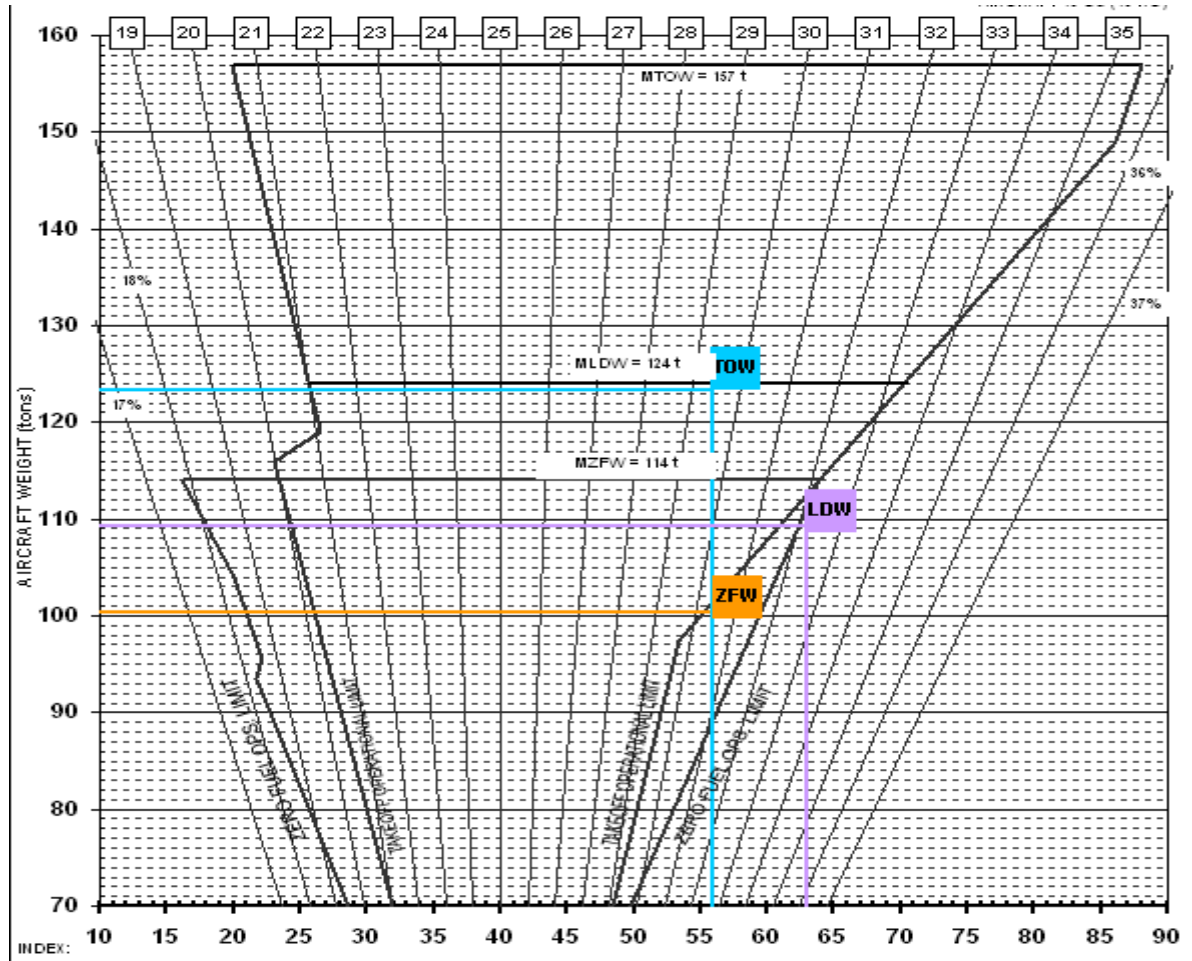 160 19 20 21 22 23 24 25 26 27 28 29 30 31 32 33 34 35
MTOW = 157 t
150
36%
140
18%
130
37%
MLDW = 124 t TOW
17%
120
MZFW = 114 t
LDW
110
ZFW
100
90
80
70
AIRCRAFT WEIGHT (tons)
ZERO FUEL OPS. LIMIT
TAKEOFF OPERATIONAL LIMIT
TAKEOFF OPERATIONAL LIMIT
ZERO FUEL OPS. LIMIT
10 15 20 25 30 35 40 45 50 55 60 65 70 75 80 85 90
INDEX: